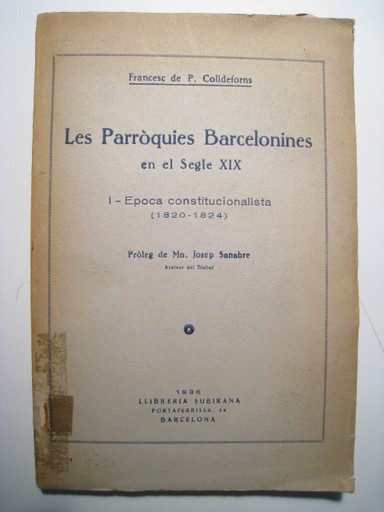 Francesc de P. Colldeforns
Les Parròquies Barcelonines
en el Segle XIX
I - Epoca constitucionalista
(1820-1824)
Pròleg de Mn. Josep Sanabre
Arxiver del Bisbat
1936
LLIBRERIA SUBIRANA
PORTAFERRISSA, 14
BARCELONA